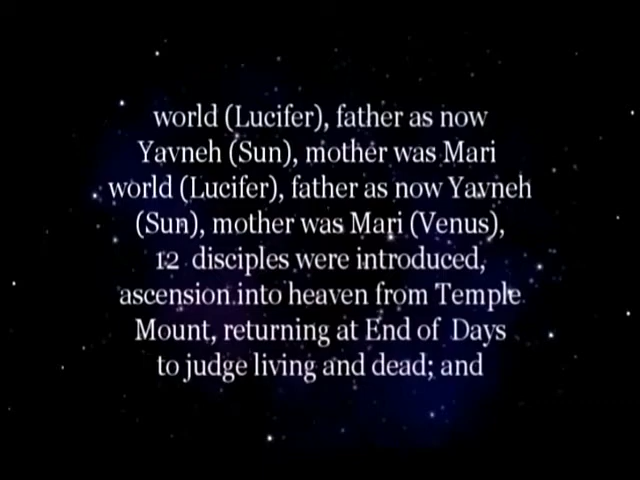 world (Lucifer), father as now
Yavneh (Sun), mother was Mari
world (Lucifer), father as now Yavneh
(Sun), mother was Mari (Venus),
12 disciples were introduced,
ascension into heaven from Temple
Mount, returning at End of Days
to judge living and dead; and